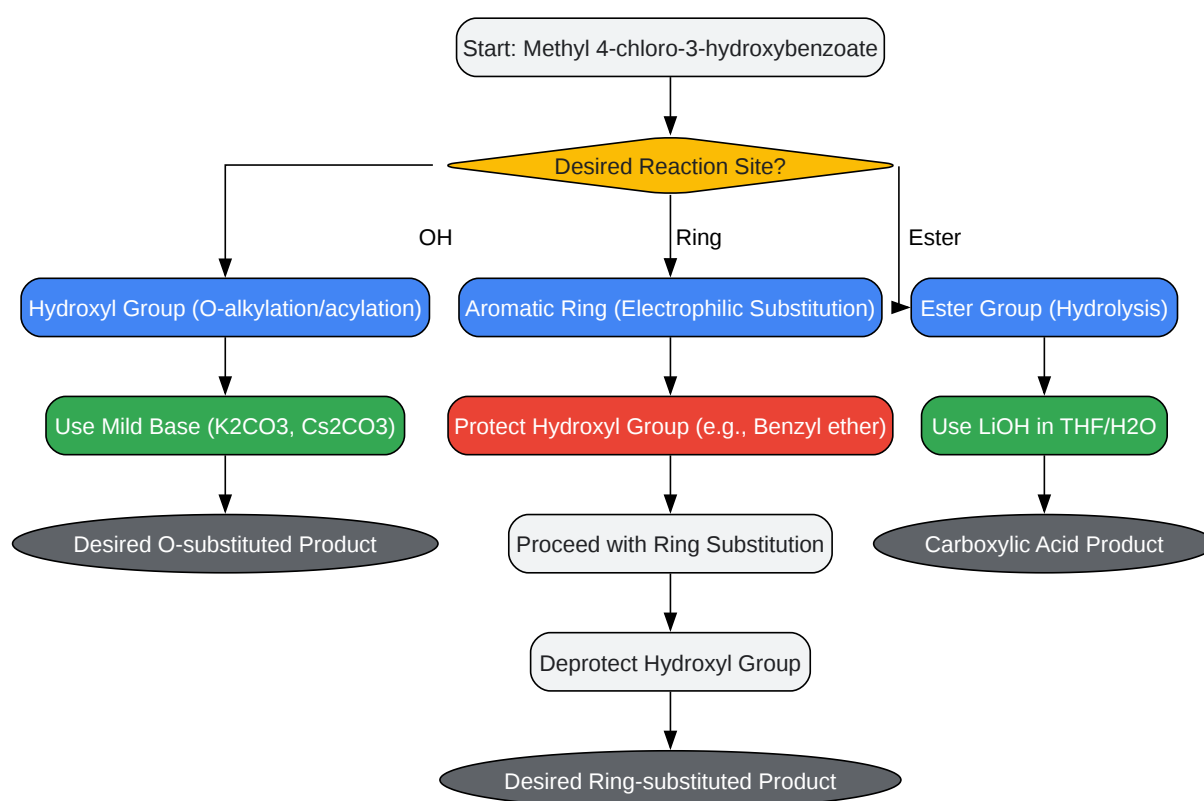 Start: Methyl 4-chloro-3-hydroxybenzoate
Desired Reaction Site?
OH
Ring
Ester
Hydroxyl Group (O-alkylation/acylation)
Aromatic Ring (Electrophilic Substitution)
Ester Group (Hydrolysis)
Use Mild Base (K2CO3, Cs2CO3)
Protect Hydroxyl Group (e.g., Benzyl ether)
Use LiOH in THF/H2O
Desired O-substituted Product
Proceed with Ring Substitution
Carboxylic Acid Product
Deprotect Hydroxyl Group
Desired Ring-substituted Product